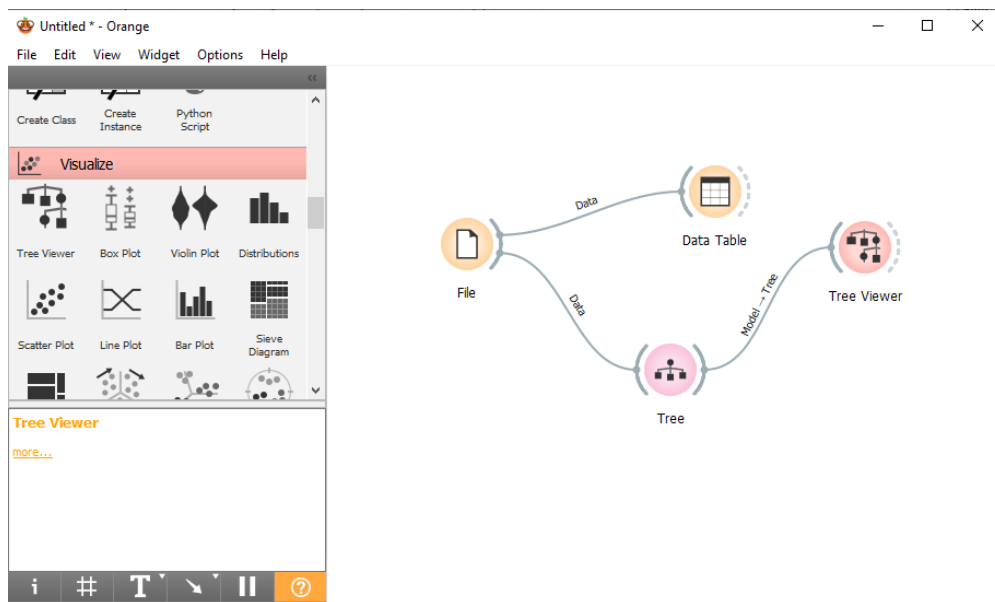 Untitled * - Orange
File Edit View Widget Options Help
Create Class
Create Instance
Python Script
Visualize
Tree Viewer
Box Plot
Violin Plot
Distributions
Scatter Plot
Line Plot
Bar Plot
Sieve Diagram
Tree Viewer
more...
i # T ?
File
Data
Data Table
Data
Tree
Model → Tree
Tree Viewer